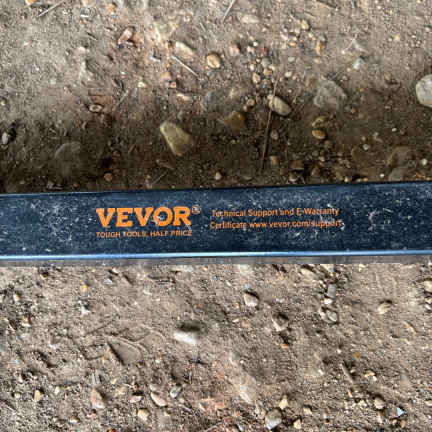 VEVOR®
TOUGH TOOLS, HALF PRICE
Technical Support and E-Warranty
Certificate www.vevor.com/support